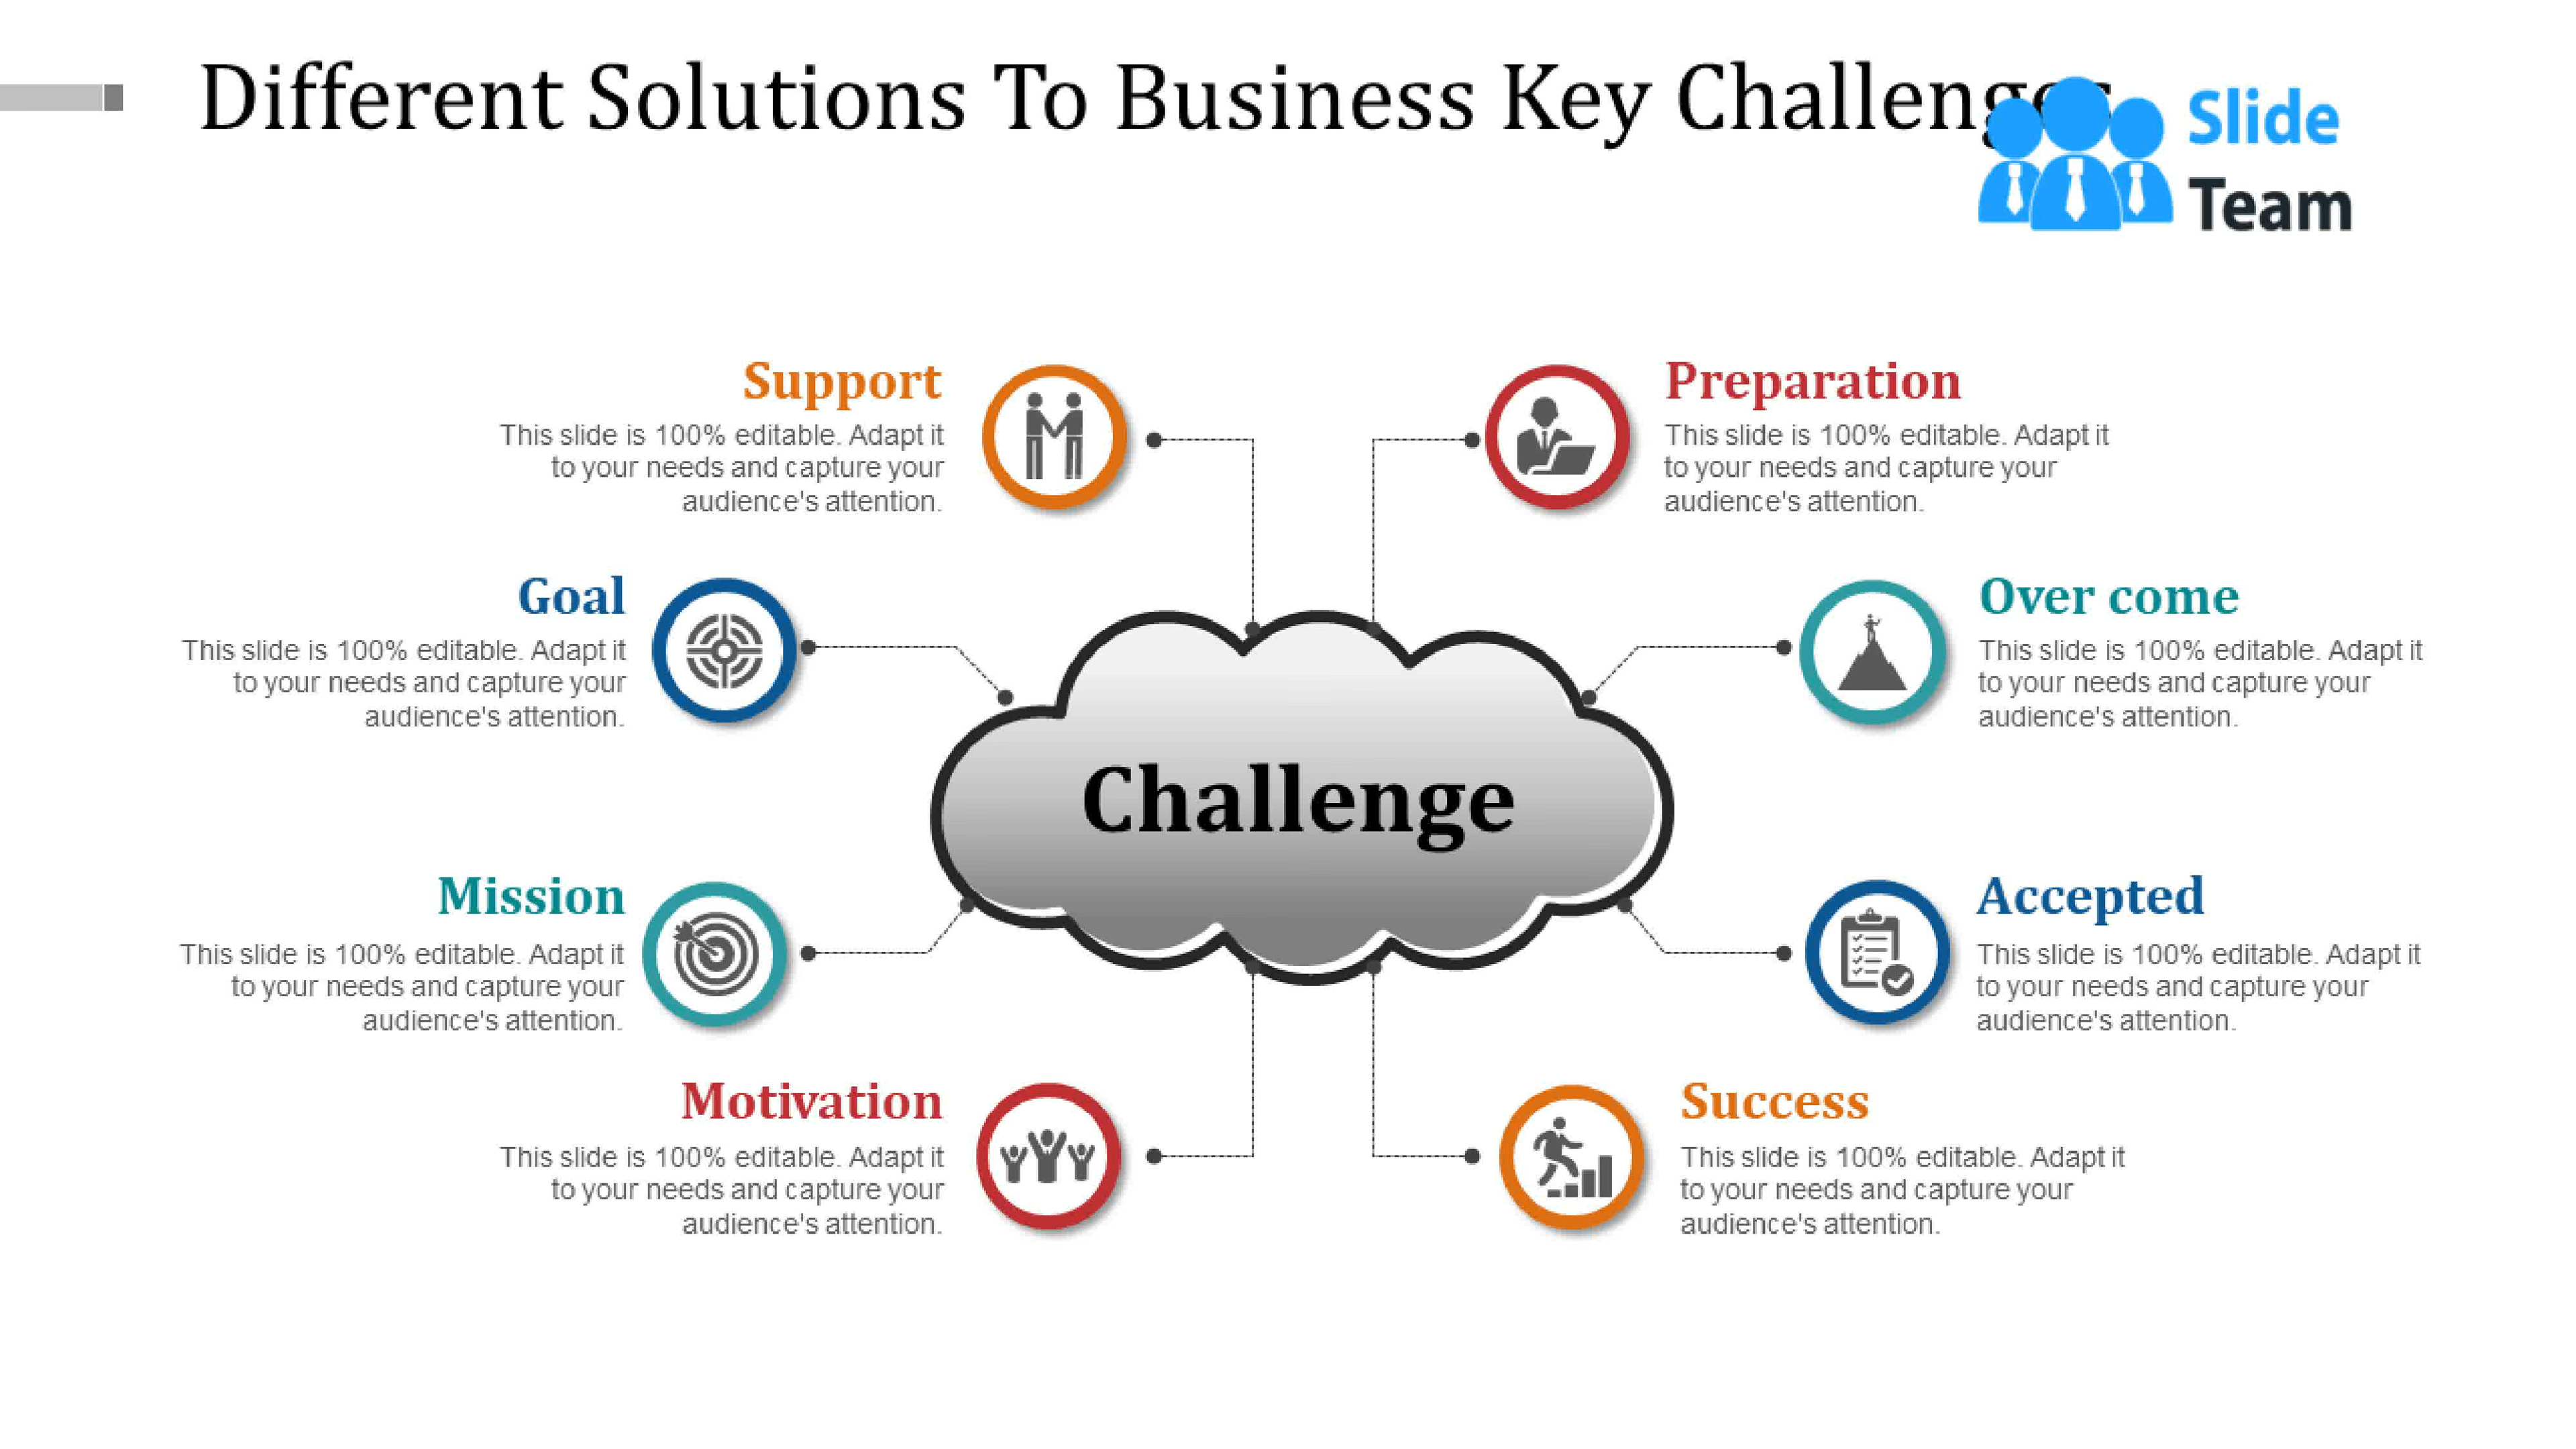 Different Solutions To Business Key Challenges
Slide
Team
Support
This slide is 100% editable. Adapt it
to your needs and capture your
audience's attention.
Preparation
This slide is 100% editable. Adapt it
to your needs and capture your
audience's attention.
Goal
This slide is 100% editable. Adapt it
to your needs and capture your
audience's attention.
Over come
This slide is 100% editable. Adapt it
to your needs and capture your
audience's attention.
Challenge
Mission
This slide is 100% editable. Adapt it
to your needs and capture your
audience's attention.
Accepted
This slide is 100% editable. Adapt it
to your needs and capture your
audience's attention.
Motivation
This slide is 100% editable. Adapt it
to your needs and capture your
audience's attention.
Success
This slide is 100% editable. Adapt it
to your needs and capture your
audience's attention.